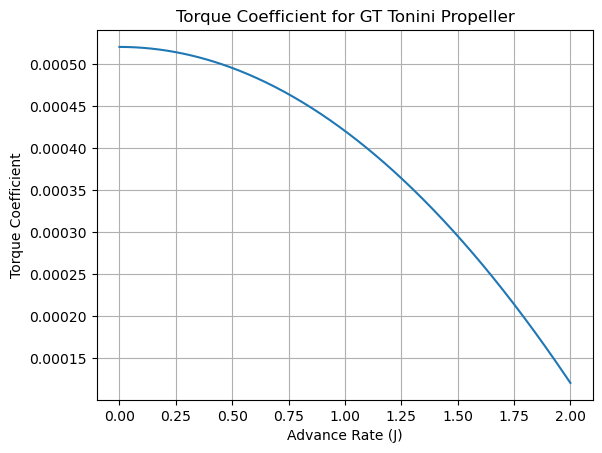 Torque Coefficient for GT Tonini Propeller
Torque Coefficient
0.00050
0.00045
0.00040
0.00035
0.00030
0.00025
0.00020
0.00015
0.00 0.25 0.50 0.75 1.00 1.25 1.50 1.75 2.00
Advance Rate (J)